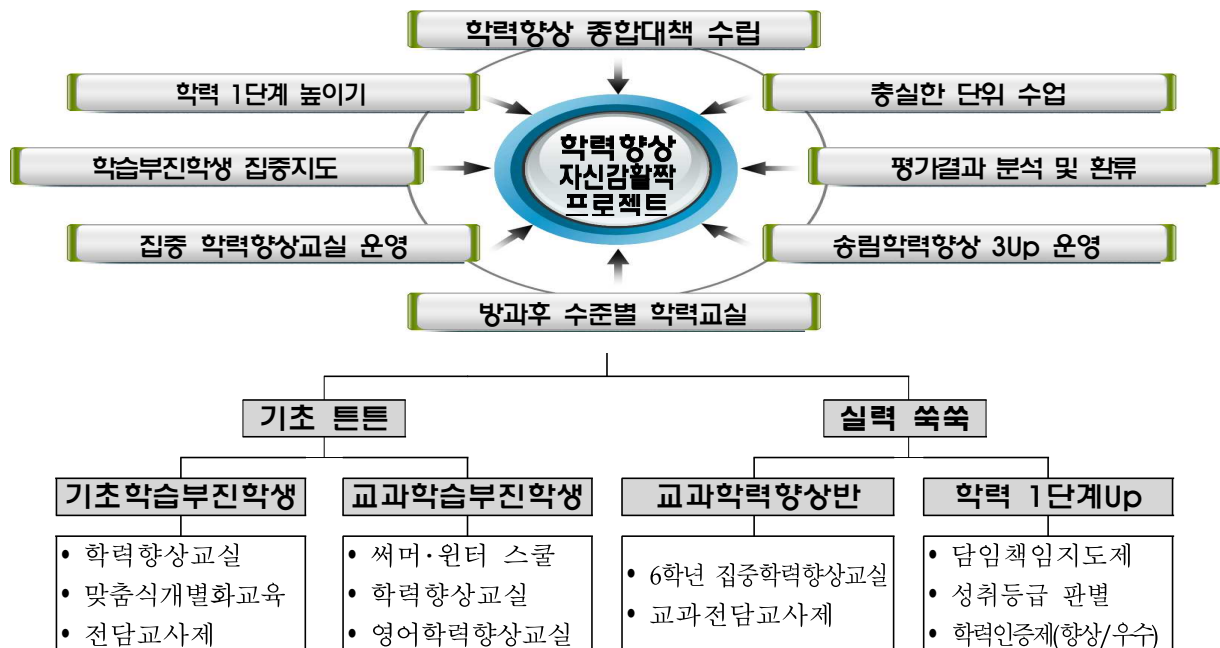 학력향상 종합대책 수립
학력 1단계 높이기
충실한 단위 수업
학력향상
자신감활짝
프로젝트
학습부진학생 집중지도
평가결과 분석 및 환류
집중 학력향상교실 운영
송림학력향상 3Up 운영
방과후 수준별 학력교실
기초 튼튼
실력 쑥쑥
기초학습부진학생
교과학습부진학생
교과학력향상반
학력 1단계Up
• 학력향상교실
• 맞춤식개별화교육
• 전담교사제
• 써머·윈터 스쿨
• 학력향상교실
• 영어학력향상교실
• 6학년 집중학력향상교실
• 교과전담교사제
• 담임책임지도제
• 성취등급 판별
• 학력인증제(향상/우수)